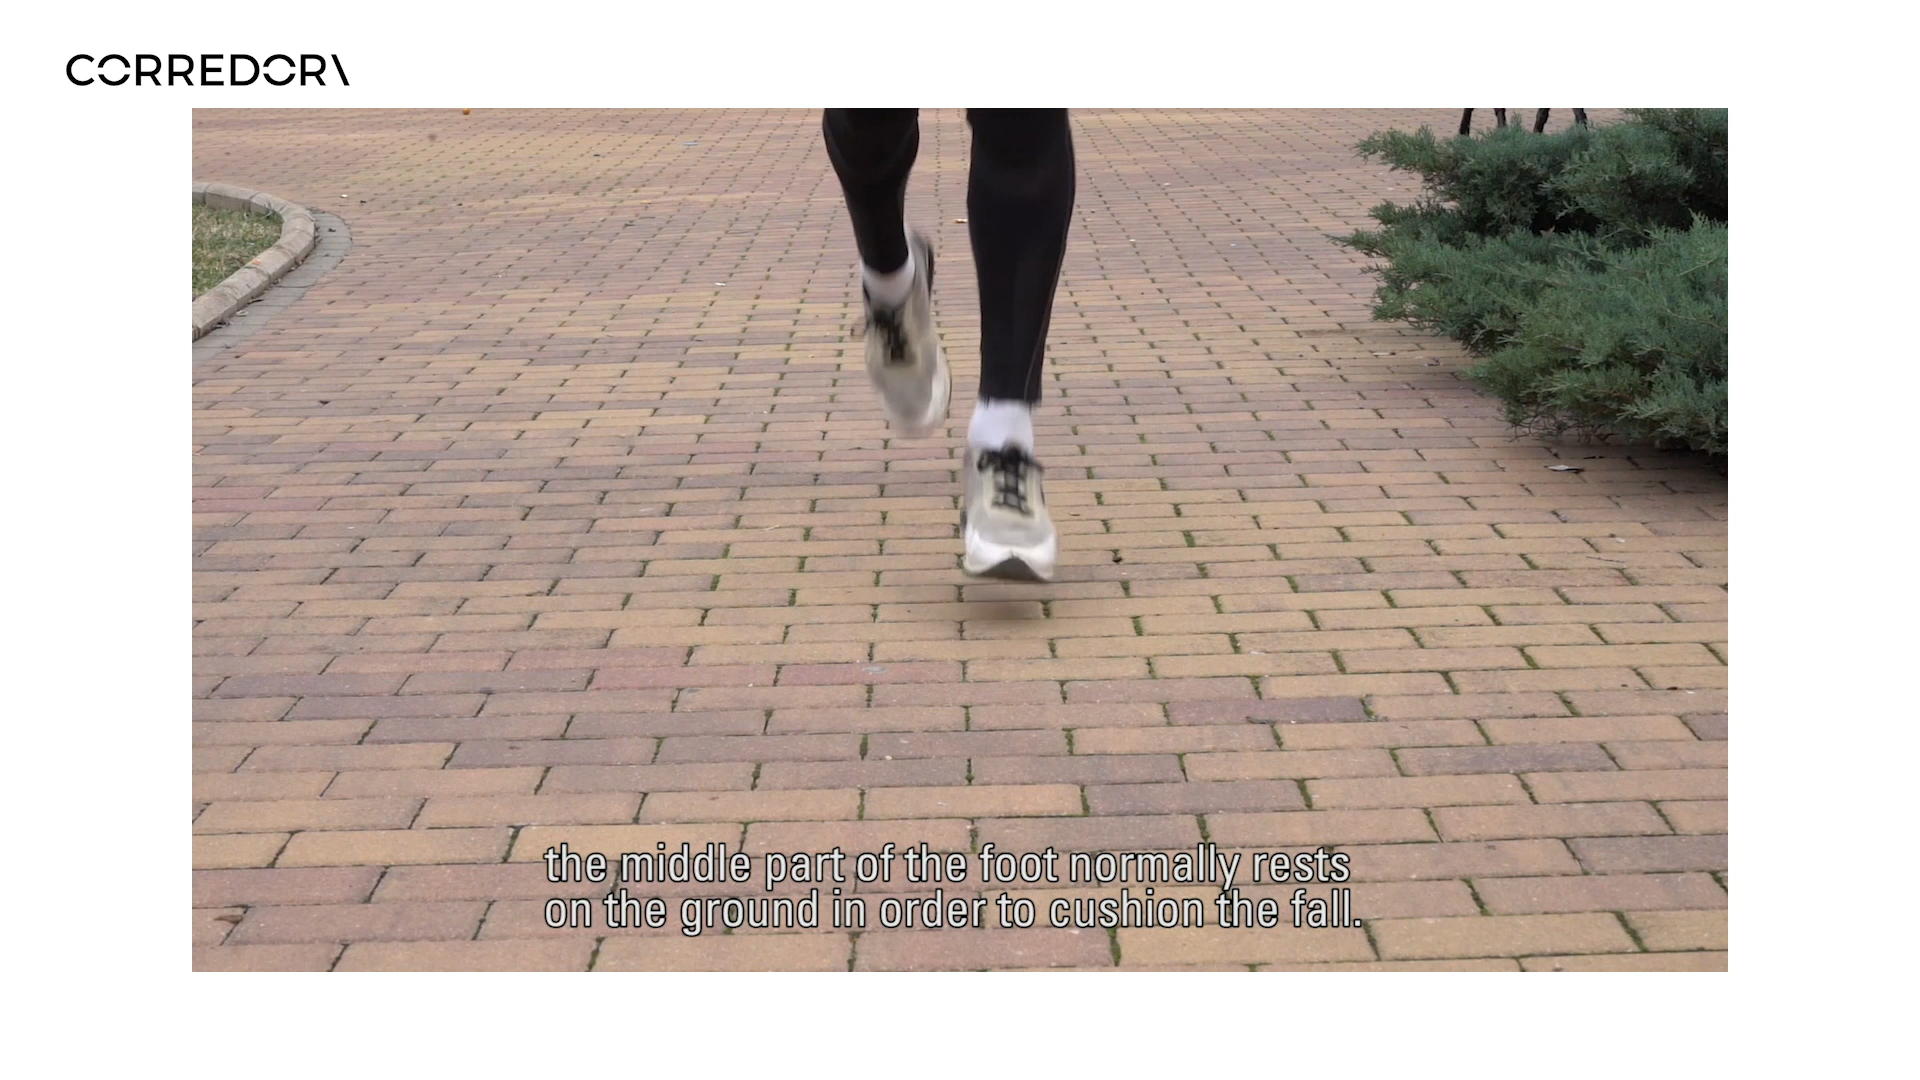 CORREDOR\
the middle part of the foot normally rests
on the ground in order to cushion the fall.